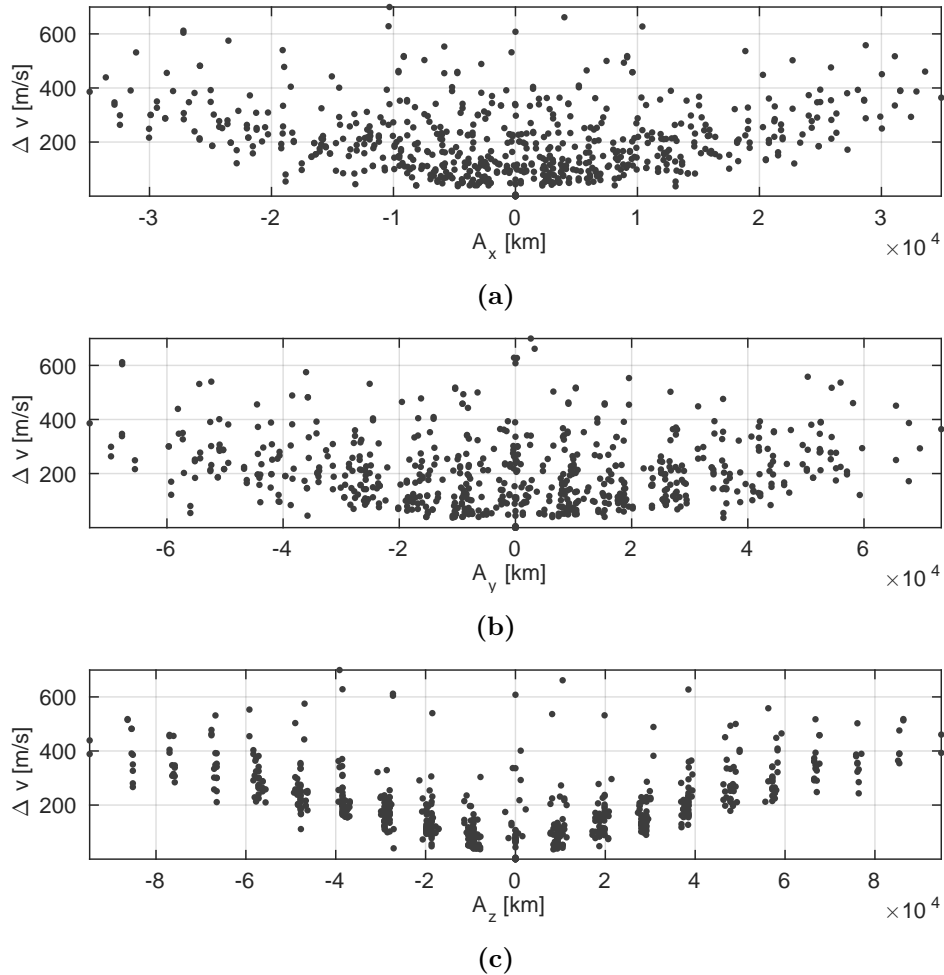 600
400
200
Δ v [m/s]
-3 -2 -1 0 1 2 3
A_x [km]
×10^4
(a)
600
400
200
Δ v [m/s]
-6 -4 -2 0 2 4 6
A_y [km]
×10^4
(b)
600
400
200
Δ v [m/s]
-8 -6 -4 -2 0 2 4 6 8
A_z [km]
×10^4
(c)